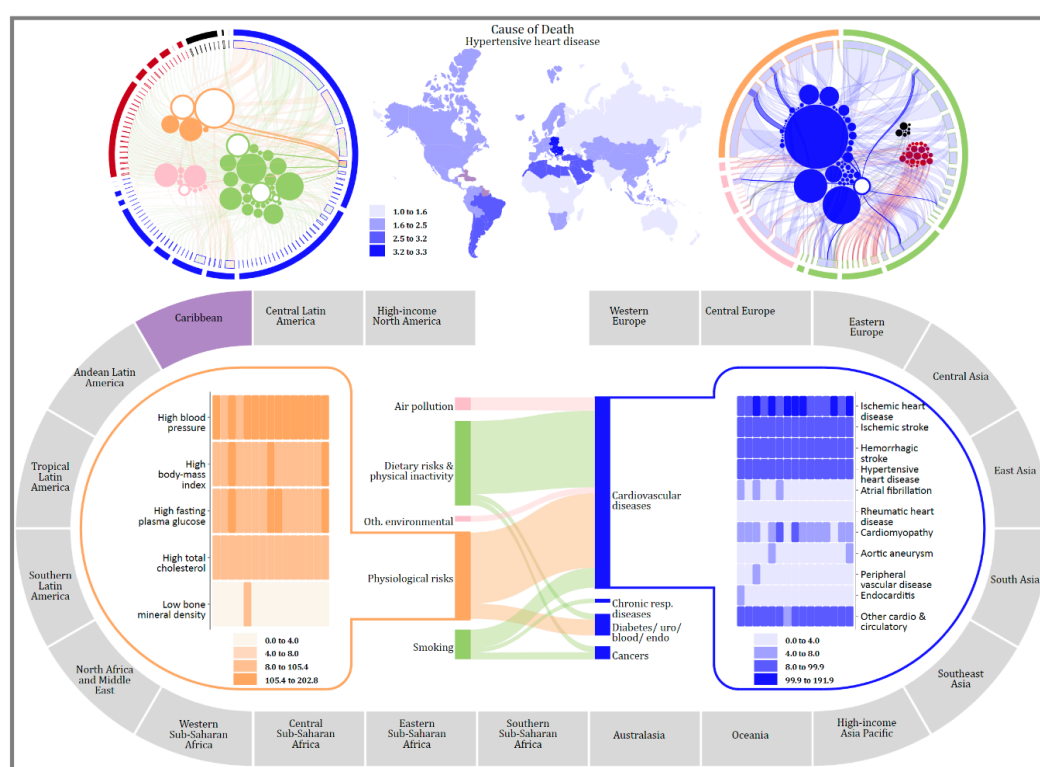 Cause of Death
Hypertensive heart disease
1.0 to 1.6
1.6 to 2.5
2.5 to 3.2
3.2 to 3.3
Caribbean
Central Latin
America
High-income
North America
Western
Europe
Central Europe
Eastern
Europe
Andean Latin
America
Central Asia
Tropical
Latin
America
East Asia
Southern
Latin
America
South Asia
North Africa
and Middle
East
Southeast
Asia
Western
Sub-Saharan
Africa
Central
Sub-Saharan
Africa
Eastern
Sub-Saharan
Africa
Southern
Sub-Saharan
Africa
Australasia
Oceania
High-income
Asia Pacific
High blood
pressure
High
body-mass
index
High fasting
plasma glucose
High total
cholesterol
Low bone
mineral density
0.0 to 4.0
4.0 to 8.0
8.0 to 105.4
105.4 to 202.8
Air pollution
Dietary risks &
physical inactivity
Oth. environmental
Physiological risks
Smoking
Cardiovascular
diseases
Chronic resp.
diseases
Diabetes/ uro/
blood/ endo
Cancers
Ischemic heart
disease
Ischemic stroke
Hemorrhagic
stroke
Hypertensive
heart disease
Atrial fibrillation
Rheumatic heart
disease
Cardiomyopathy
Aortic aneurysm
Peripheral
vascular disease
Endocarditis
Other cardio &
circulatory
0.0 to 4.0
4.0 to 8.0
8.0 to 99.9
99.9 to 191.9